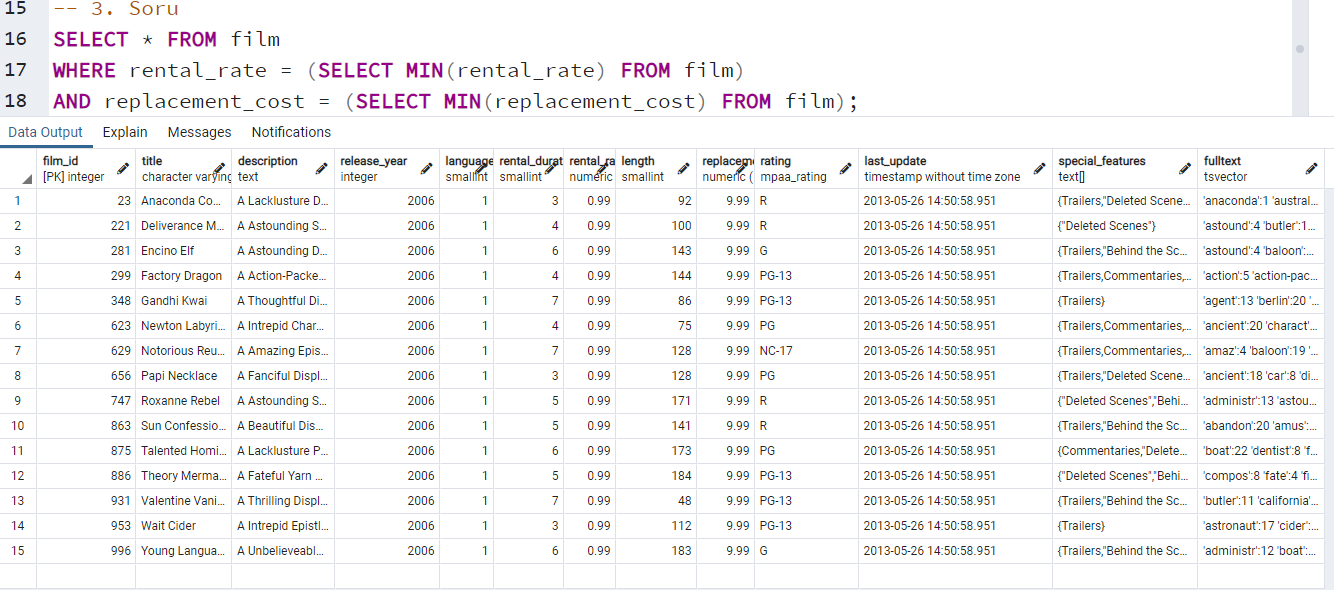 15 -- 3. Soru
16 SELECT * FROM film
17 WHERE rental_rate = (SELECT MIN(rental_rate) FROM film)
18 AND replacement_cost = (SELECT MIN(replacement_cost) FROM film);
Data Output Explain Messages Notifications
film_id title description release_year language rental_durat rental_ra length replaceme rating last_update special_features fulltext
[PK] integer character varying text integer smallint smallint numeric smallint numeric ( mpaa_rating timestamp without time zone text[] tsvector
1 23 Anaconda Co... A Lacklusture D... 2006 1 3 0.99 92 9.99 R 2013-05-26 14:50:58.951 {Trailers,"Deleted Scene... 'anaconda':1 'austral...
2 221 Deliverance M... A Astounding S... 2006 1 4 0.99 100 9.99 R 2013-05-26 14:50:58.951 {"Deleted Scenes"} 'astound':4 'butler':1...
3 281 Encino Elf A Astounding D... 2006 1 6 0.99 143 9.99 G 2013-05-26 14:50:58.951 {Trailers,"Behind the Sc... 'astound':4 'baloon':...
4 299 Factory Dragon A Action-Packe... 2006 1 4 0.99 144 9.99 PG-13 2013-05-26 14:50:58.951 {Trailers,Commentaries,... 'action':5 'action-pac...
5 348 Gandhi Kwai A Thoughtful Di... 2006 1 7 0.99 86 9.99 PG-13 2013-05-26 14:50:58.951 {Trailers} 'agent':13 'berlin':20 '...
6 623 Newton Labyri... A Intrepid Char... 2006 1 4 0.99 75 9.99 PG 2013-05-26 14:50:58.951 {Trailers,Commentaries,... 'ancient':20 'charact'...
7 629 Notorious Reu... A Amazing Epis... 2006 1 7 0.99 128 9.99 NC-17 2013-05-26 14:50:58.951 {Trailers,Commentaries,... 'amaz':4 'baloon':19 '...
8 656 Papi Necklace A Fanciful Displ... 2006 1 3 0.99 128 9.99 PG 2013-05-26 14:50:58.951 {Trailers,"Deleted Scene... 'ancient':18 'car':8 'di...
9 747 Roxanne Rebel A Astounding S... 2006 1 5 0.99 171 9.99 R 2013-05-26 14:50:58.951 {"Deleted Scenes","Behi... 'administr':13 'astou...
10 863 Sun Confessio... A Beautiful Dis... 2006 1 5 0.99 141 9.99 R 2013-05-26 14:50:58.951 {Trailers,"Behind the Sc... 'abandon':20 'amus':...
11 875 Talented Homi... A Lacklusture P... 2006 1 6 0.99 173 9.99 PG 2013-05-26 14:50:58.951 {Commentaries,"Delete... 'boat':22 'dentist':8 'f...
12 886 Theory Merma... A Fateful Yarn ... 2006 1 5 0.99 184 9.99 PG-13 2013-05-26 14:50:58.951 {"Deleted Scenes","Behi... 'compos':8 'fate':4 'fi...
13 931 Valentine Vani... A Thrilling Displ... 2006 1 7 0.99 48 9.99 PG-13 2013-05-26 14:50:58.951 {Trailers,"Behind the Sc... 'butler':11 'california'...
14 953 Wait Cider A Intrepid Epistl... 2006 1 3 0.99 112 9.99 PG-13 2013-05-26 14:50:58.951 {Trailers} 'astronaut':17 'cider':...
15 996 Young Langua... A Unbelieveabl... 2006 1 6 0.99 183 9.99 G 2013-05-26 14:50:58.951 {Trailers,"Behind the Sc... 'administr':12 'boat':...